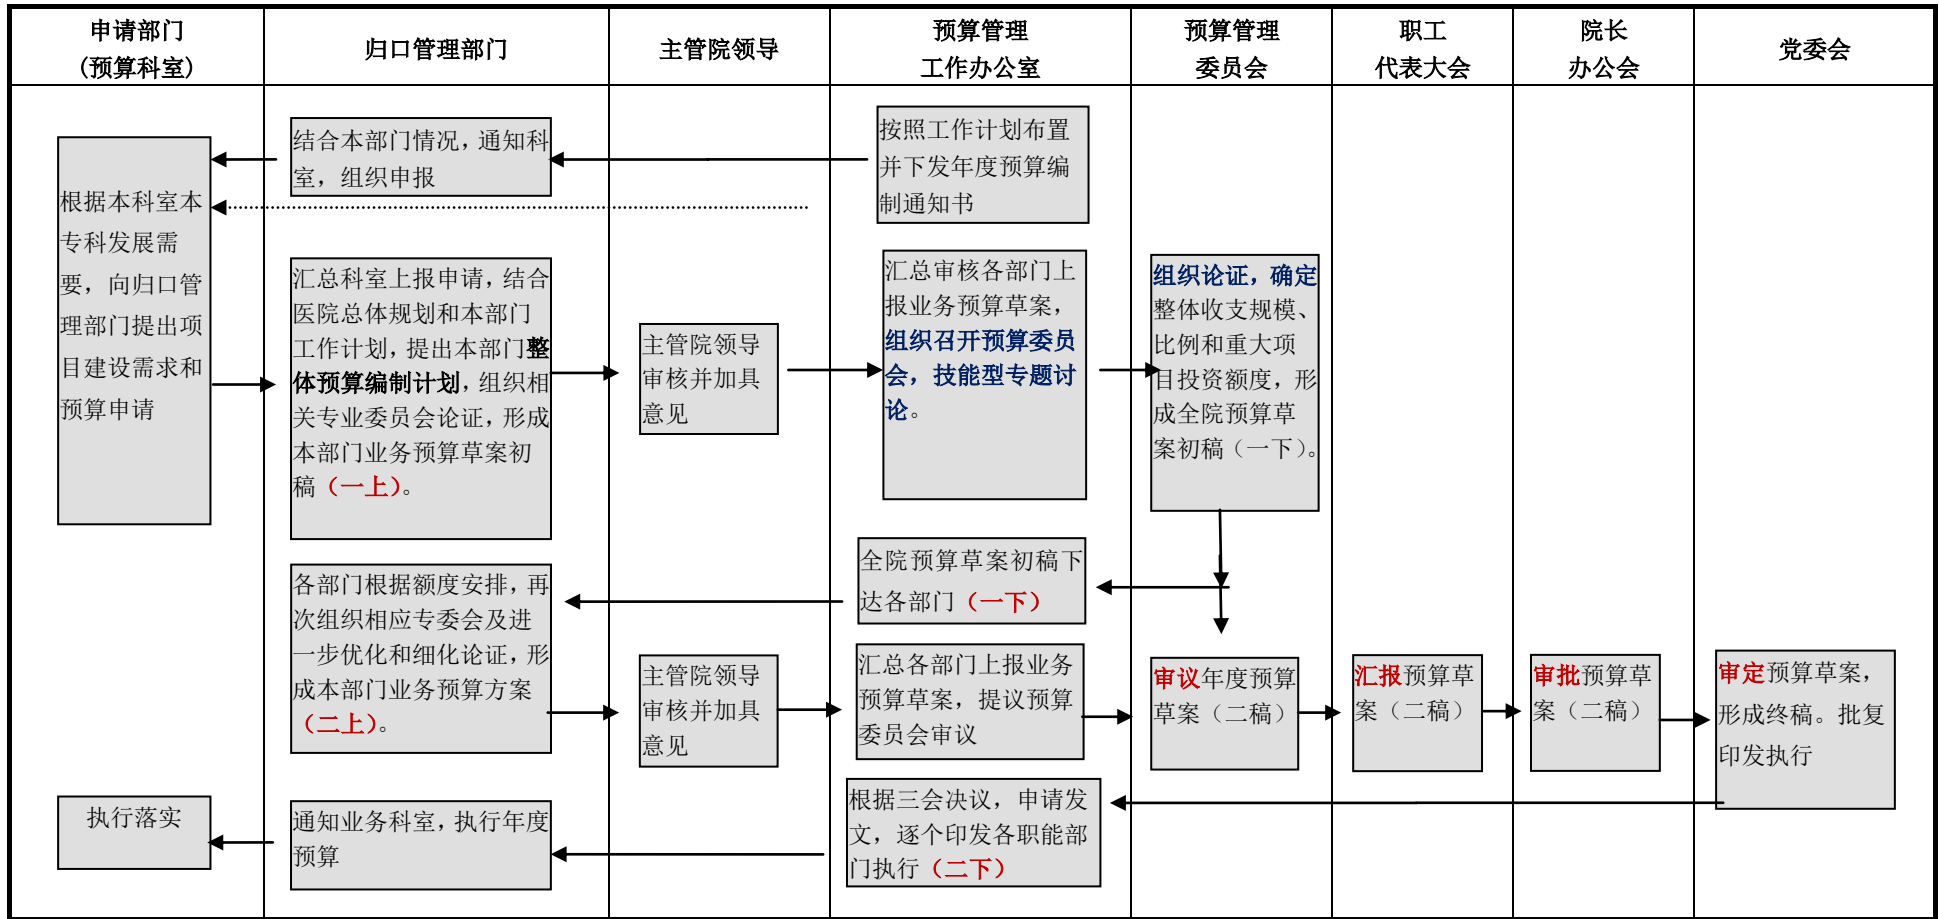 申请部门
(预算科室)
归口管理部门
主管院领导
预算管理
工作办公室
预算管理
委员会
职工
代表大会
院长
办公会
党委会
根据本科室本
专科发展需
要，向归口管
理部门提出项
目建设需求和
预算申请
结合本部门情况，通知科
室，组织申报
按照工作计划布置
并下发年度预算编
制通知书
汇总科室上报申请，结合
医院总体规划和本部门
工作计划，提出本部门整
体预算编制计划，组织相
关专业委员会论证，形成
本部门业务预算草案初
稿（一上）。
主管院领导
审核并加具
意见
汇总审核各部门上
报业务预算草案，
组织召开预算委员
会，技能型专题讨
论。
组织论证，确定
整体收支规模、
比例和重大项
目投资额度，形
成全院预算草
案初稿（一下）。
全院预算草案初稿下
达各部门（一下）
各部门根据额度安排，再
次组织相应专委会及进
一步优化和细化论证，形
成本部门业务预算方案
（二上）。
主管院领导
审核并加具
意见
汇总各部门上报业务
预算草案，提议预算
委员会审议
审议年度预算
草案（二稿）
汇报预算草
案（二稿）
审批预算草
案（二稿）
审定预算草案，
形成终稿。批复
印发执行
根据三会决议，申请发
文，逐个印发各职能部
门执行（二下）
通知业务科室，执行年度
预算
执行落实